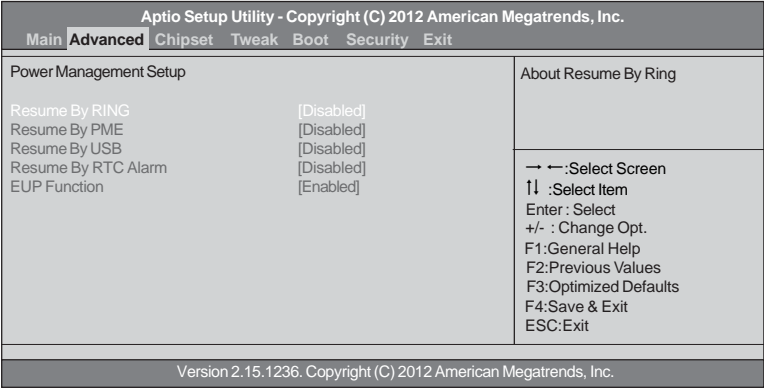 Aptio Setup Utility - Copyright (C) 2012 American Megatrends, Inc.
Main Advanced Chipset Tweak Boot Security Exit
Power Management Setup
Resume By RING [Disabled]
Resume By PME [Disabled]
Resume By USB [Disabled]
Resume By RTC Alarm [Disabled]
EUP Function [Enabled]
About Resume By Ring
→ ←:Select Screen
↑↓ :Select Item
Enter : Select
+/- : Change Opt.
F1:General Help
F2:Previous Values
F3:Optimized Defaults
F4:Save & Exit
ESC:Exit
Version 2.15.1236. Copyright (C) 2012 American Megatrends, Inc.